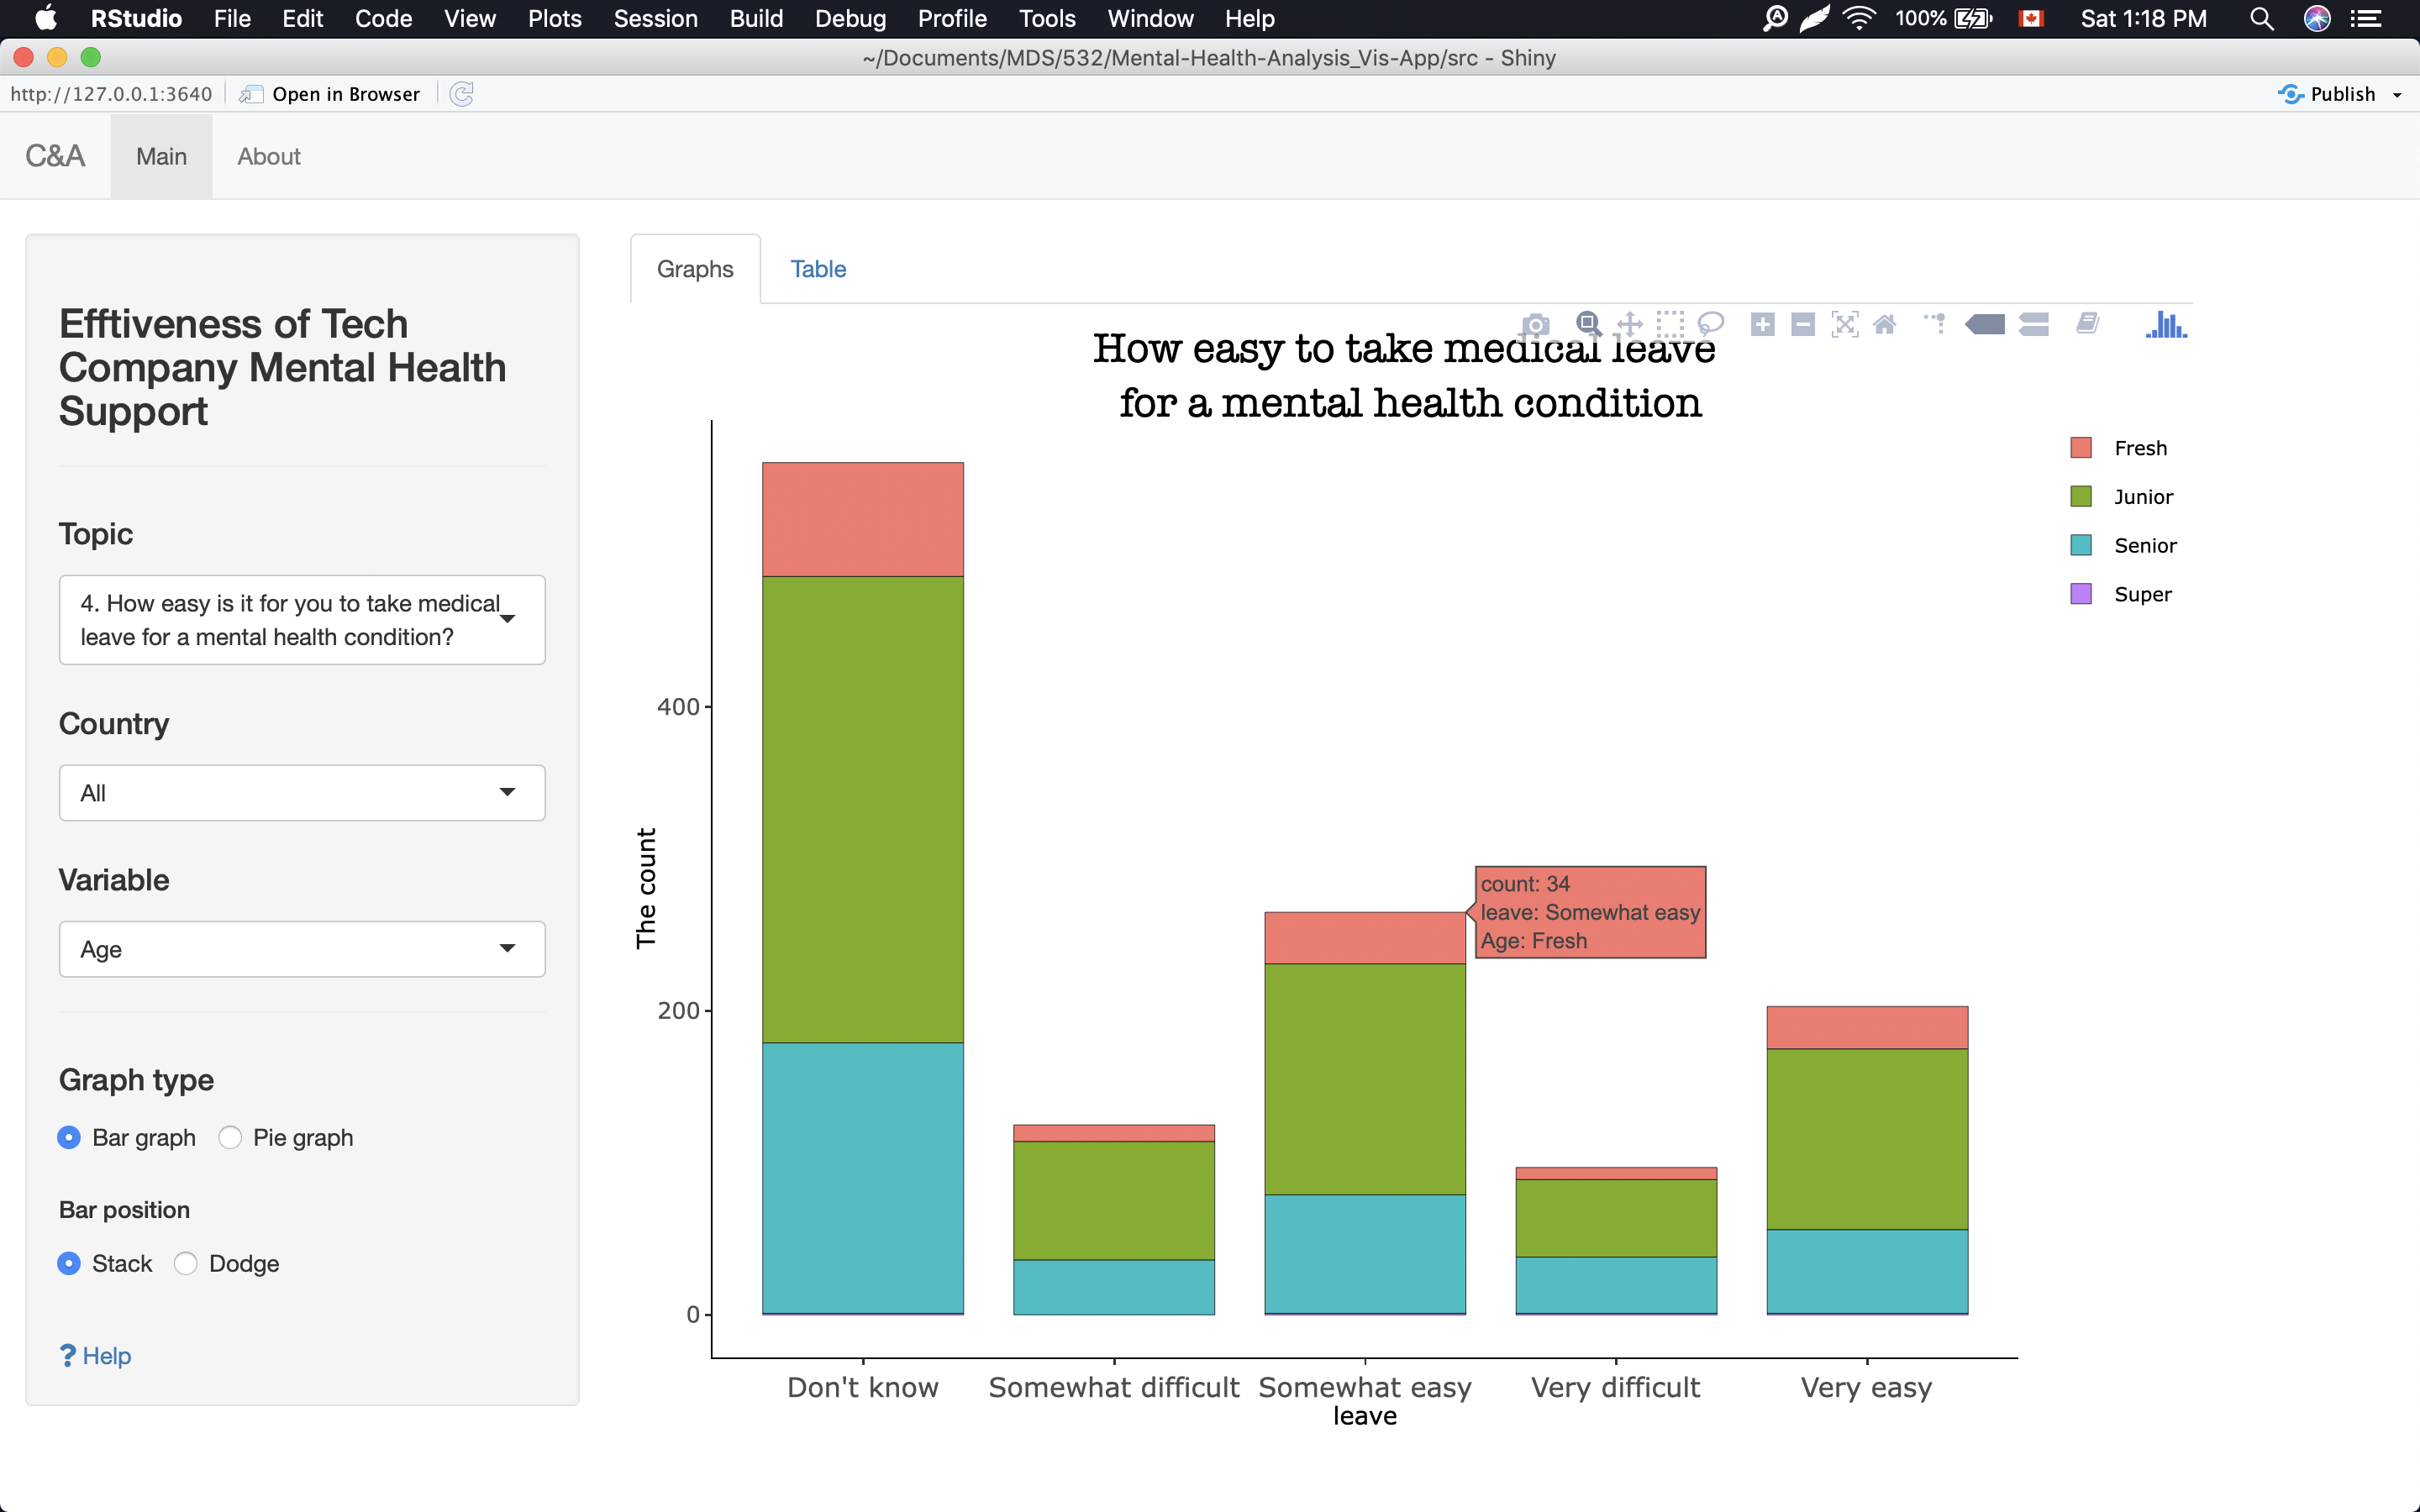 RStudio File Edit Code View Plots Session Build Debug Profile Tools Window Help 100% Sat 1:18 PM
~/Documents/MDS/532/Mental-Health-Analysis_Vis-App/src - Shiny
http://127.0.0.1:3640 Open in Browser Publish
C&A Main About
Efftiveness of Tech
Company Mental Health
Support
Topic
4. How easy is it for you to take medical
leave for a mental health condition?
Country
All
Variable
Age
Graph type
Bar graph Pie graph
Bar position
Stack Dodge
? Help
Graphs Table
How easy to take medical leave
for a mental health condition
Fresh
Junior
Senior
Super
The count
400
200
0
count: 34
leave: Somewhat easy
Age: Fresh
Don't know Somewhat difficult Somewhat easy Very difficult Very easy
leave